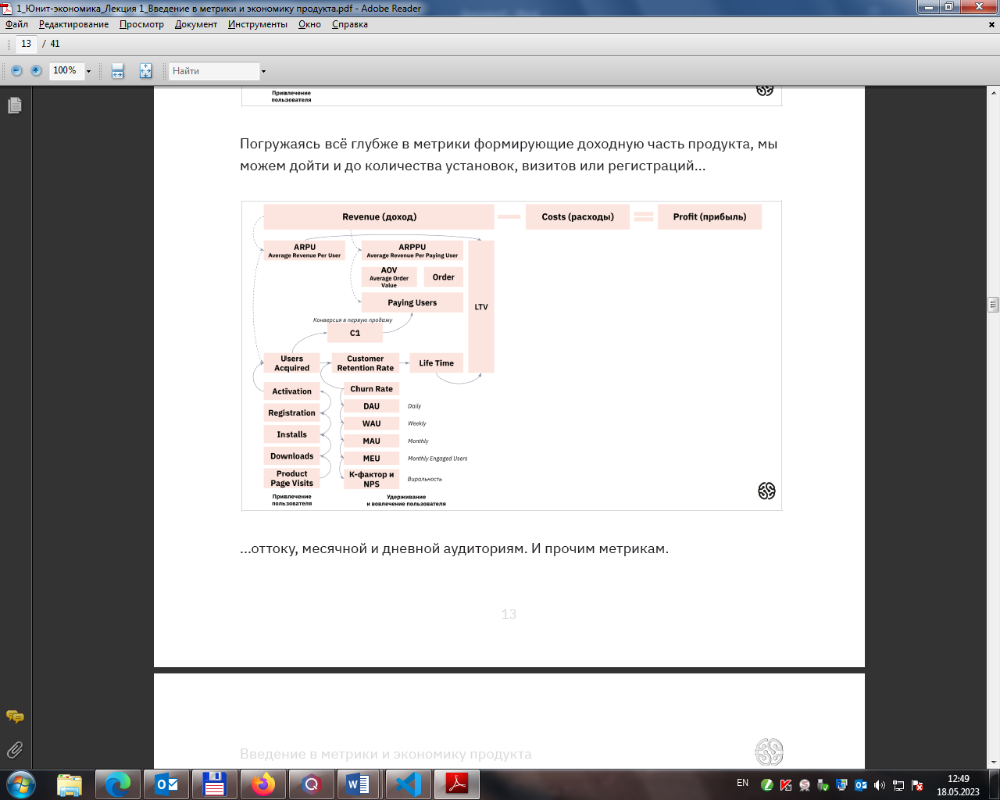 1_Юнит-экономика_Лекция 1_Введение в метрики и экономику продукта.pdf - Adobe Reader
Файл Редактирование Просмотр Документ Инструменты Окно Справка
13 / 41
100% Найти
Привлечение
пользователя
Погружаясь всё глубже в метрики формирующие доходную часть продукта, мы
можем дойти и до количества установок, визитов или регистраций...
Revenue (доход) Costs (расходы) Profit (прибыль)
ARPU
Average Revenue Per User
ARPPU
Average Revenue Per Paying User
AOV
Average Order
Value
Order
Paying Users
LTV
Конверсия в первую продажу
C1
Users
Acquired
Customer
Retention Rate
Life Time
Activation
Registration
Installs
Downloads
Product
Page Visits
Привлечение
пользователя
Churn Rate
DAU Daily
WAU Weekly
MAU Monthly
MEU Monthly Engaged Users
К-фактор и
NPS
Виральность
Удерживание
и вовлечение пользователя
...оттоку, месячной и дневной аудиториям. И прочим метрикам.
13
Введение в метрики и экономику продукта
EN
12:49
18.05.2023